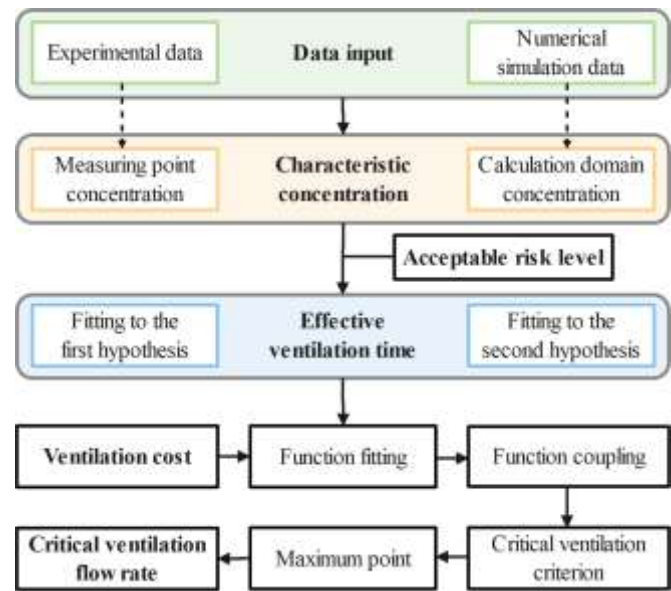 Experimental data
Data input
Numerical
simulation data
Measuring point
concentration
Characteristic
concentration
Calculation domain
concentration
Acceptable risk level
Fitting to the
first hypothesis
Effective
ventilation time
Fitting to the
second hypothesis
Ventilation cost
Function fitting
Function coupling
Critical ventilation
flow rate
Maximum point
Critical ventilation
criterion